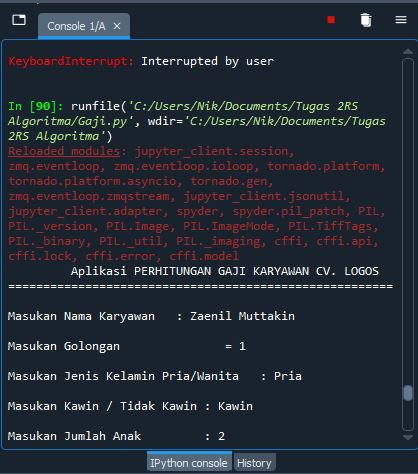 Console 1/A
KeyboardInterrupt: Interrupted by user
In [90]: runfile('C:/Users/Nik/Documents/Tugas 2RS
Algoritma/Gaji.py', wdir='C:/Users/Nik/Documents/Tugas
2RS Algoritma')
Reloaded modules: jupyter_client.session,
zmq.eventloop, zmq.eventloop.ioloop, tornado.platform,
tornado.platform.asyncio, tornado.gen,
zmq.eventloop.zmqstream, jupyter_client.jsonutil,
jupyter_client.adapter, spyder, spyder.pil_patch, PIL,
PIL._version, PIL.Image, PIL.ImageMode, PIL.TiffTags,
PIL._binary, PIL._util, PIL._imaging, cffi, cffi.api,
cffi.lock, cffi.error, cffi.model
Aplikasi PERHITUNGAN GAJI KARYAWAN CV. LOGOS
=======================================================
Masukan Nama Karyawan : Zaenil Muttakin
Masukan Golongan = 1
Masukan Jenis Kelamin Pria/Wanita : Pria
Masukan Kawin / Tidak Kawin : Kawin
Masukan Jumlah Anak : 2
IPython console History